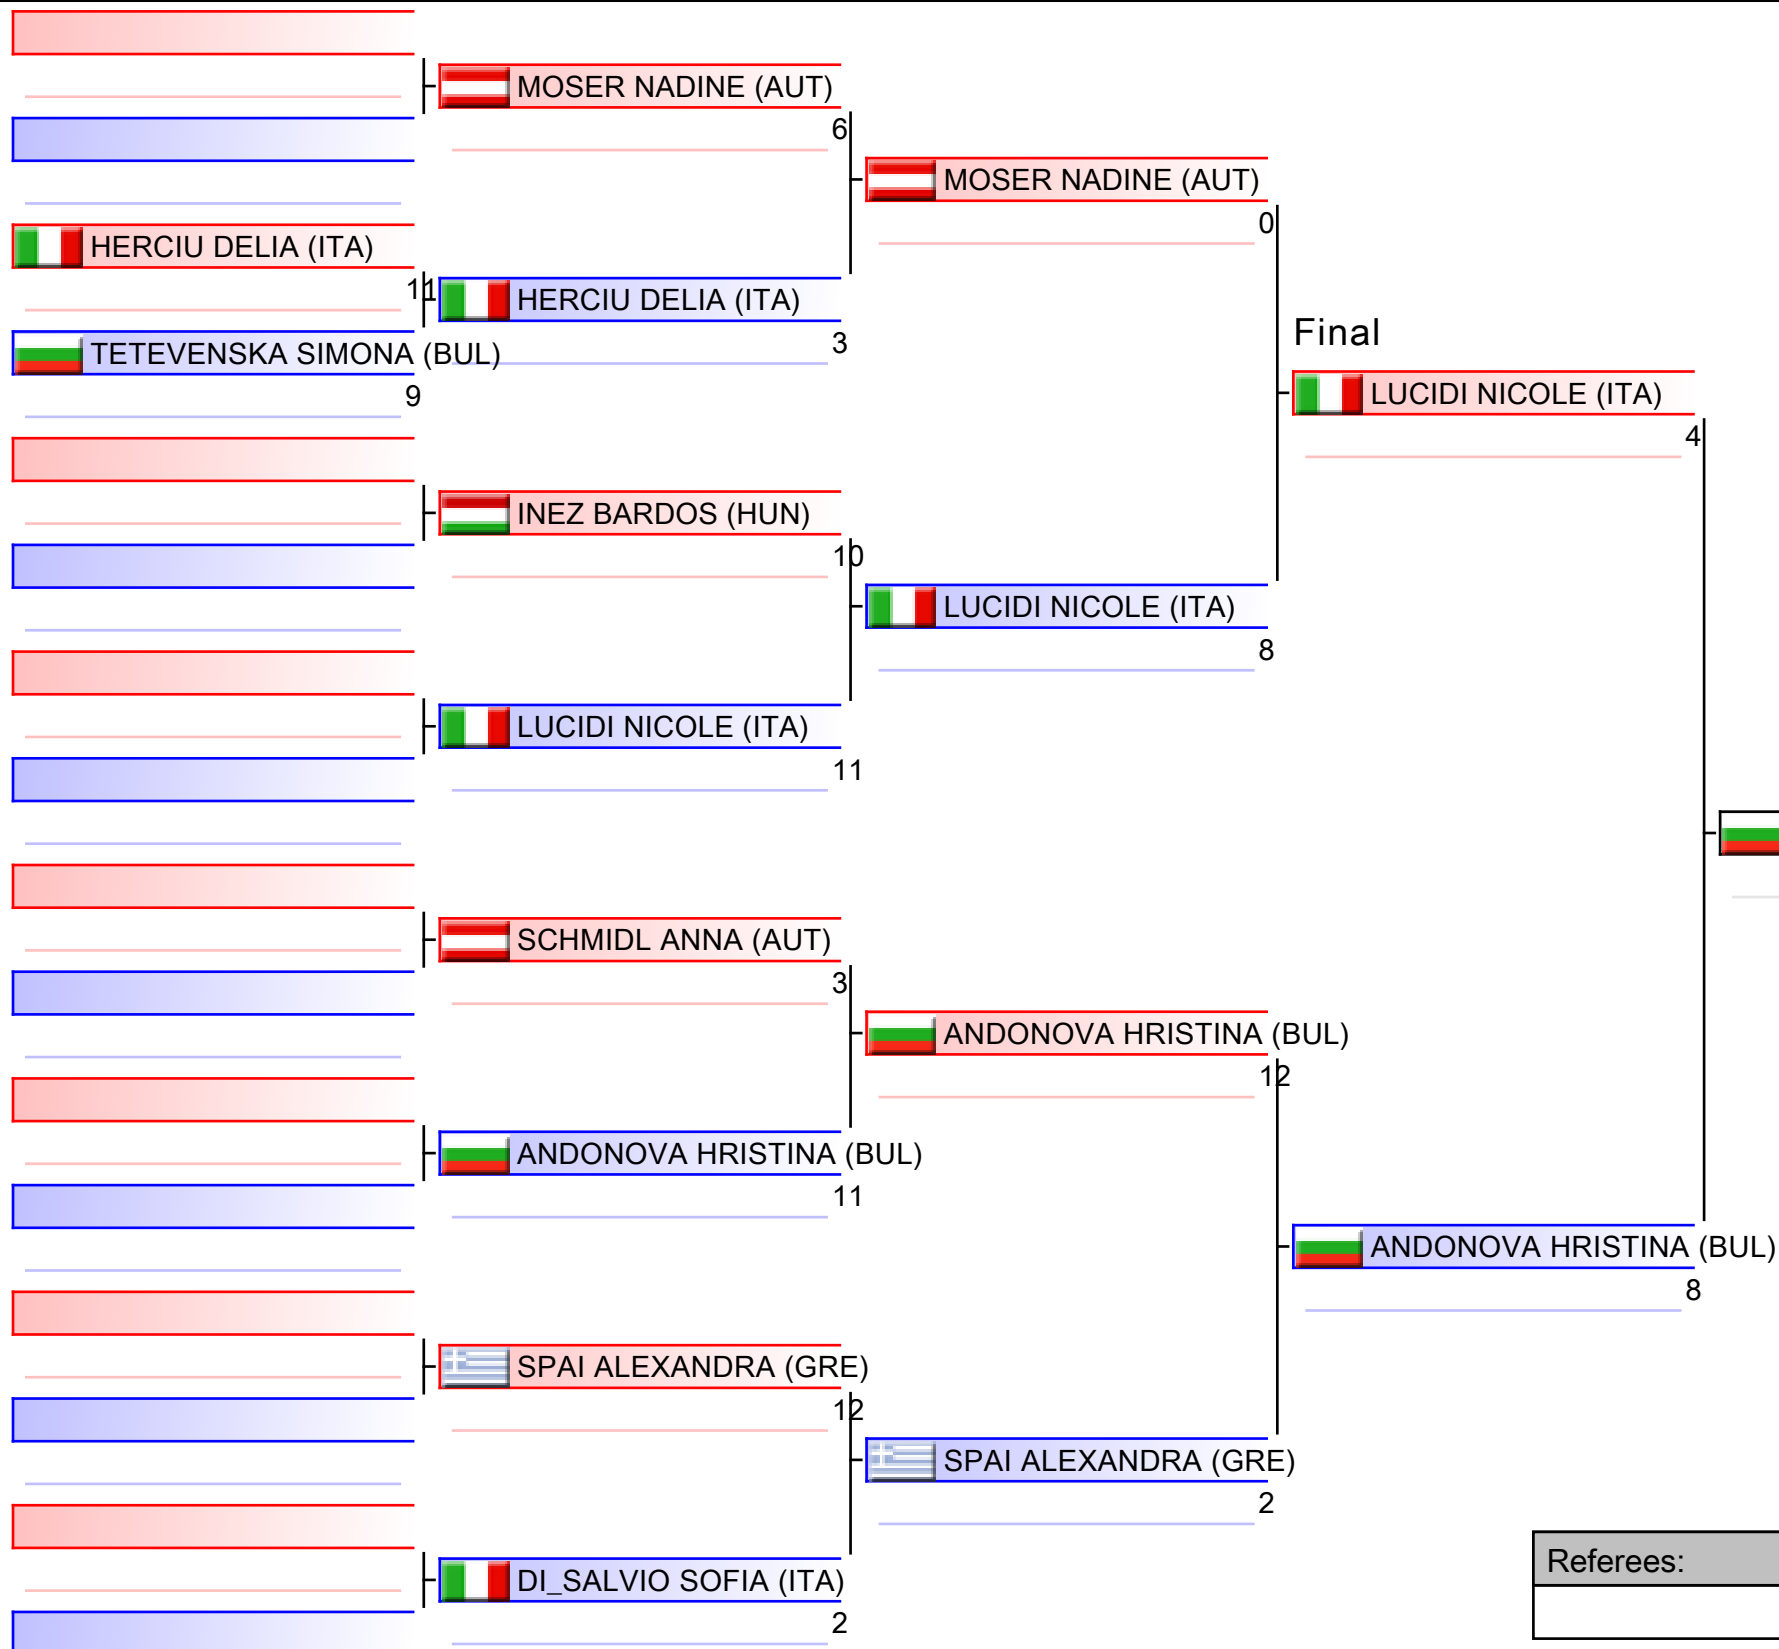 MOSER NADINE (AUT)
6
MOSER NADINE (AUT)
0
HERCIU DELIA (ITA)
11
HERCIU DELIA (ITA)
3
TETEVENSKA SIMONA (BUL)
9
Final
LUCIDI NICOLE (ITA)
4
INEZ BARDOS (HUN)
10
LUCIDI NICOLE (ITA)
8
LUCIDI NICOLE (ITA)
11
SCHMIDL ANNA (AUT)
3
ANDONOVA HRISTINA (BUL)
12
ANDONOVA HRISTINA (BUL)
11
ANDONOVA HRISTINA (BUL)
8
SPAI ALEXANDRA (GRE)
12
SPAI ALEXANDRA (GRE)
2
DI_SALVIO SOFIA (ITA)
2
Referees: